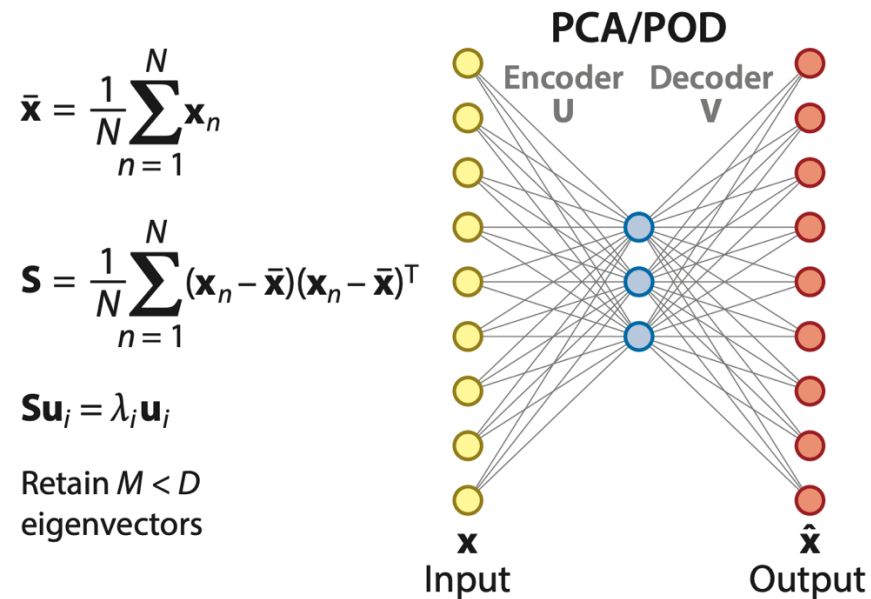 x̄ = 1/N ∑_{n = 1}^{N} x_n
S = 1/N ∑_{n = 1}^{N} (x_n – x̄)(x_n – x̄)^T
Su_i = λ_i u_i
Retain M < D
eigenvectors
PCA/POD
Encoder
U
Decoder
V
x
Input
x̂
Output